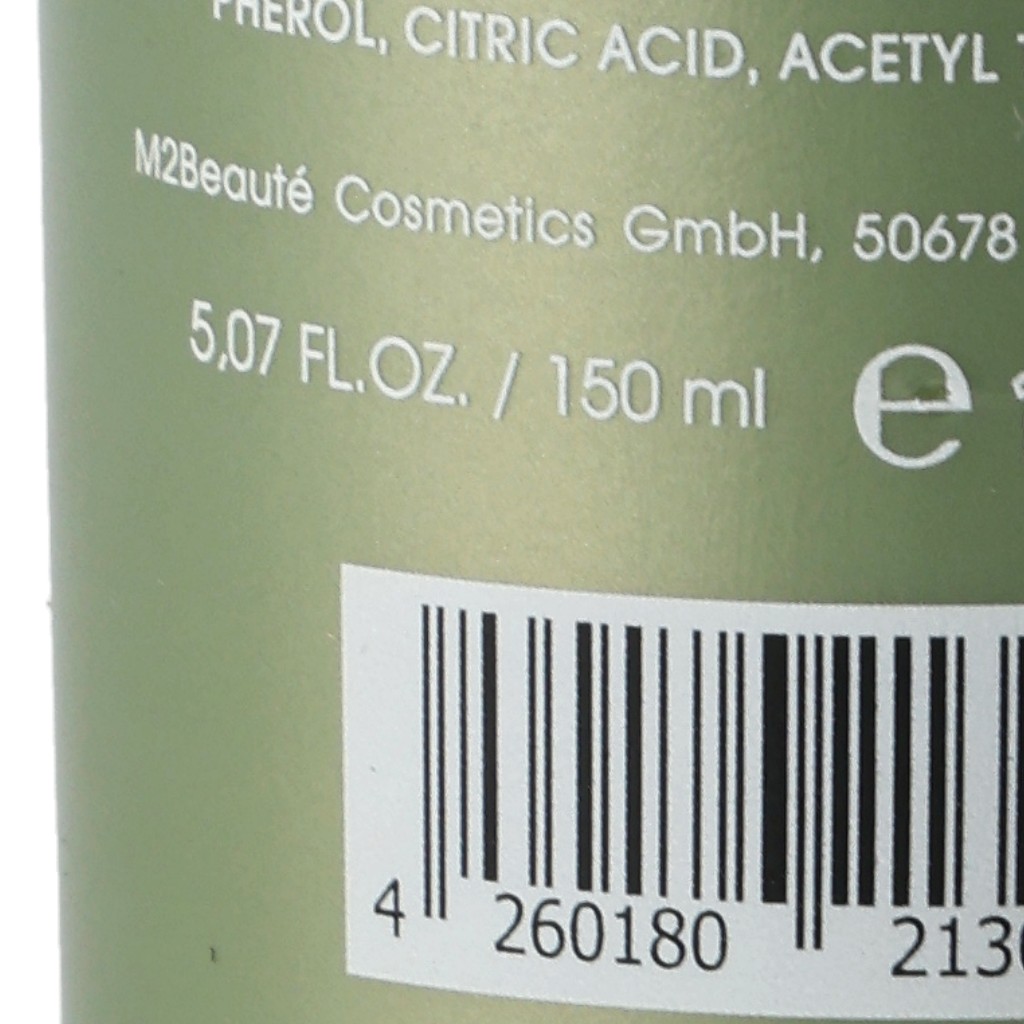 PHEROL, CITRIC ACID, ACETYL
M2Beauté Cosmetics GmbH, 50678
5,07 FL.OZ. / 150 ml e
4 260180 213